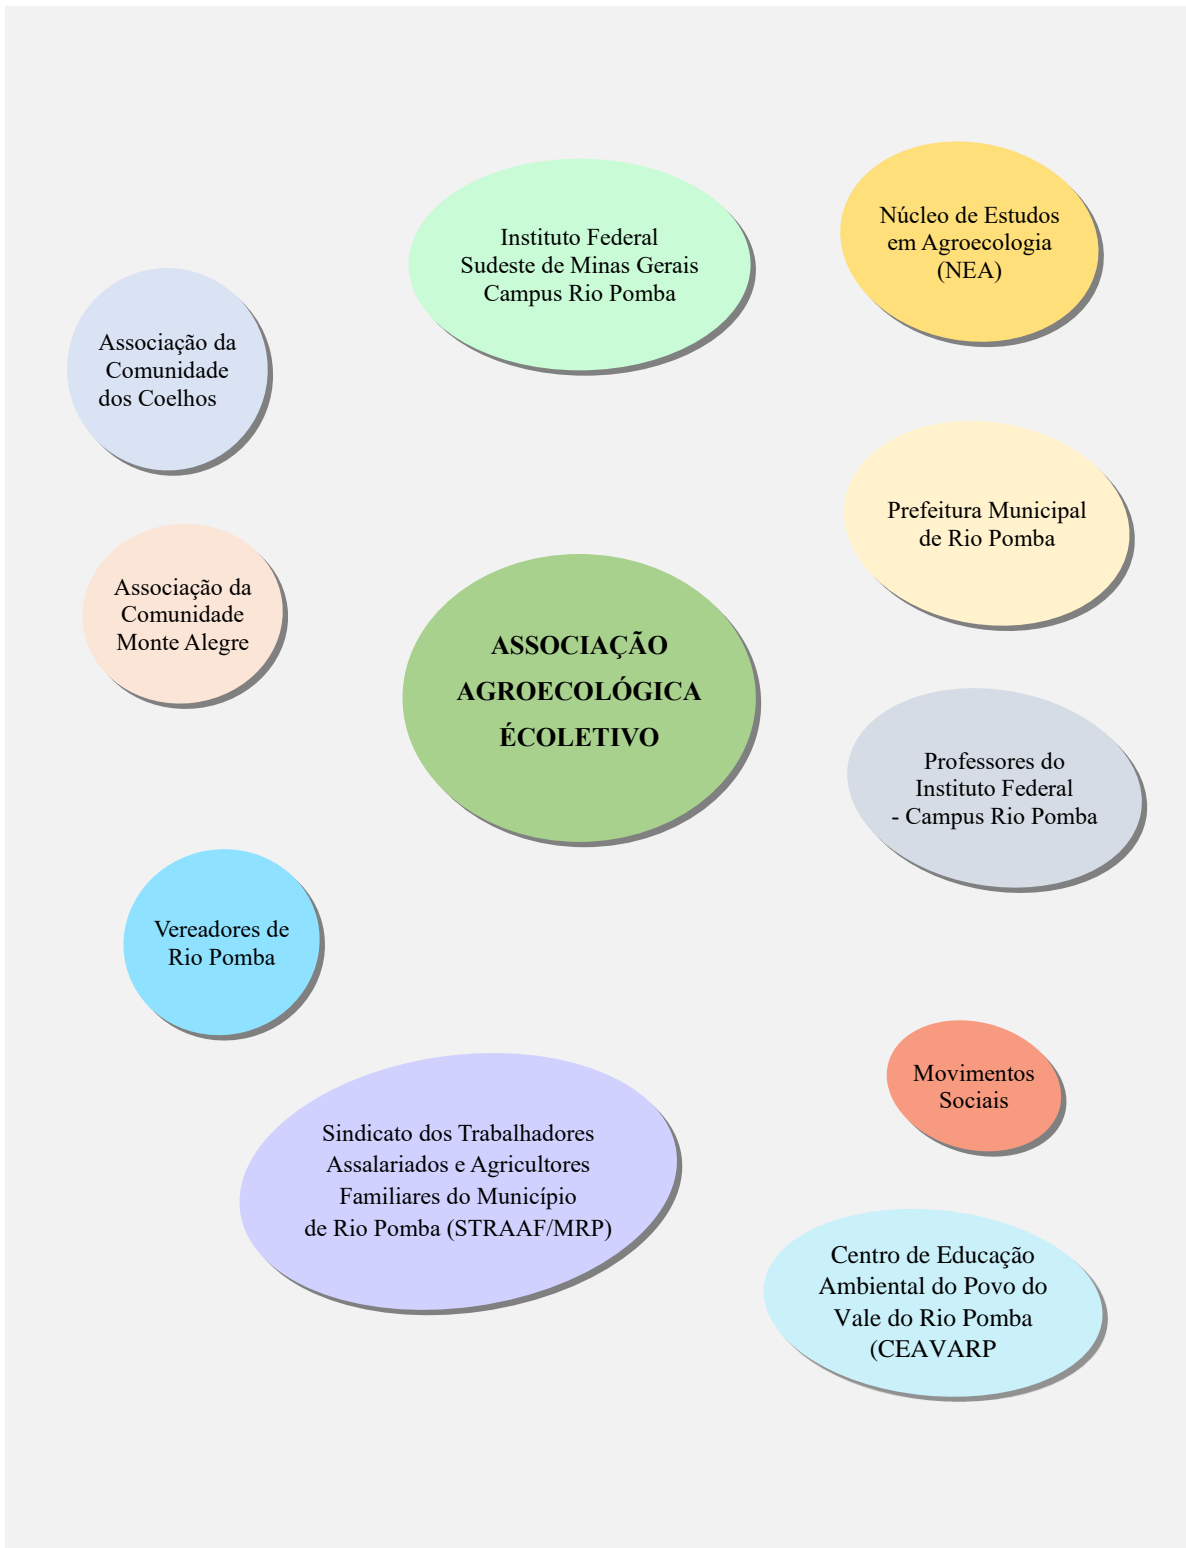 Instituto Federal
Sudeste de Minas Gerais
Campus Rio Pomba
Núcleo de Estudos
em Agroecologia
(NEA)
Associação da
Comunidade
dos Coelhos
Prefeitura Municipal
de Rio Pomba
Associação da
Comunidade
Monte Alegre
ASSOCIAÇÃO
AGROECOLÓGICA
ÉCOLETIVO
Professores do
Instituto Federal
- Campus Rio Pomba
Vereadores de
Rio Pomba
Movimentos
Sociais
Sindicato dos Trabalhadores
Assalariados e Agricultores
Familiares do Município
de Rio Pomba (STRAAF/MRP)
Centro de Educação
Ambiental do Povo do
Vale do Rio Pomba
(CEAVARP